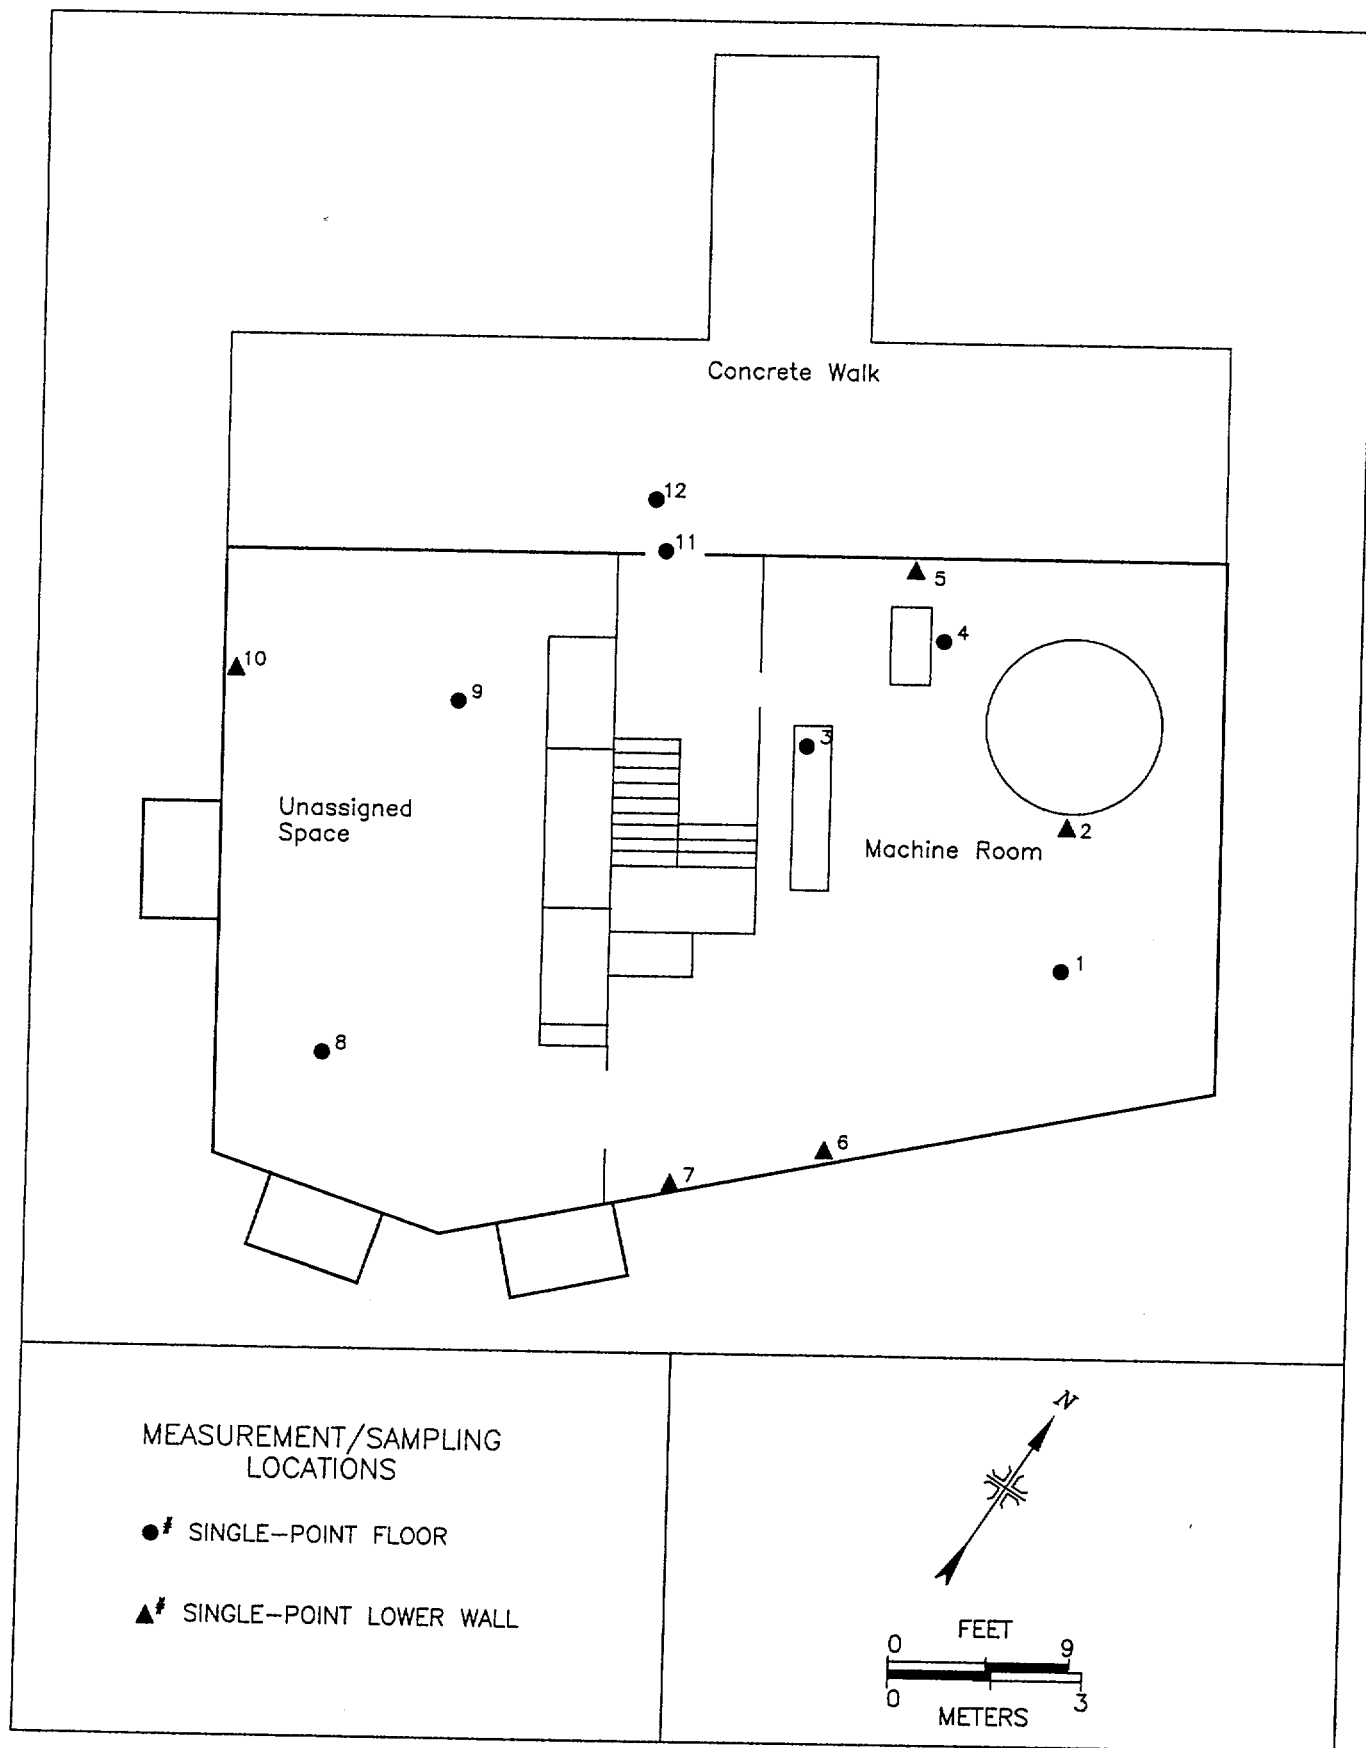 Concrete Walk
12
11
5
4
10
9
3
Unassigned
Space
2
Machine Room
1
8
6
7
MEASUREMENT/SAMPLING
LOCATIONS
# SINGLE-POINT FLOOR
# SINGLE-POINT LOWER WALL
N
FEET
0 9
0 3
METERS